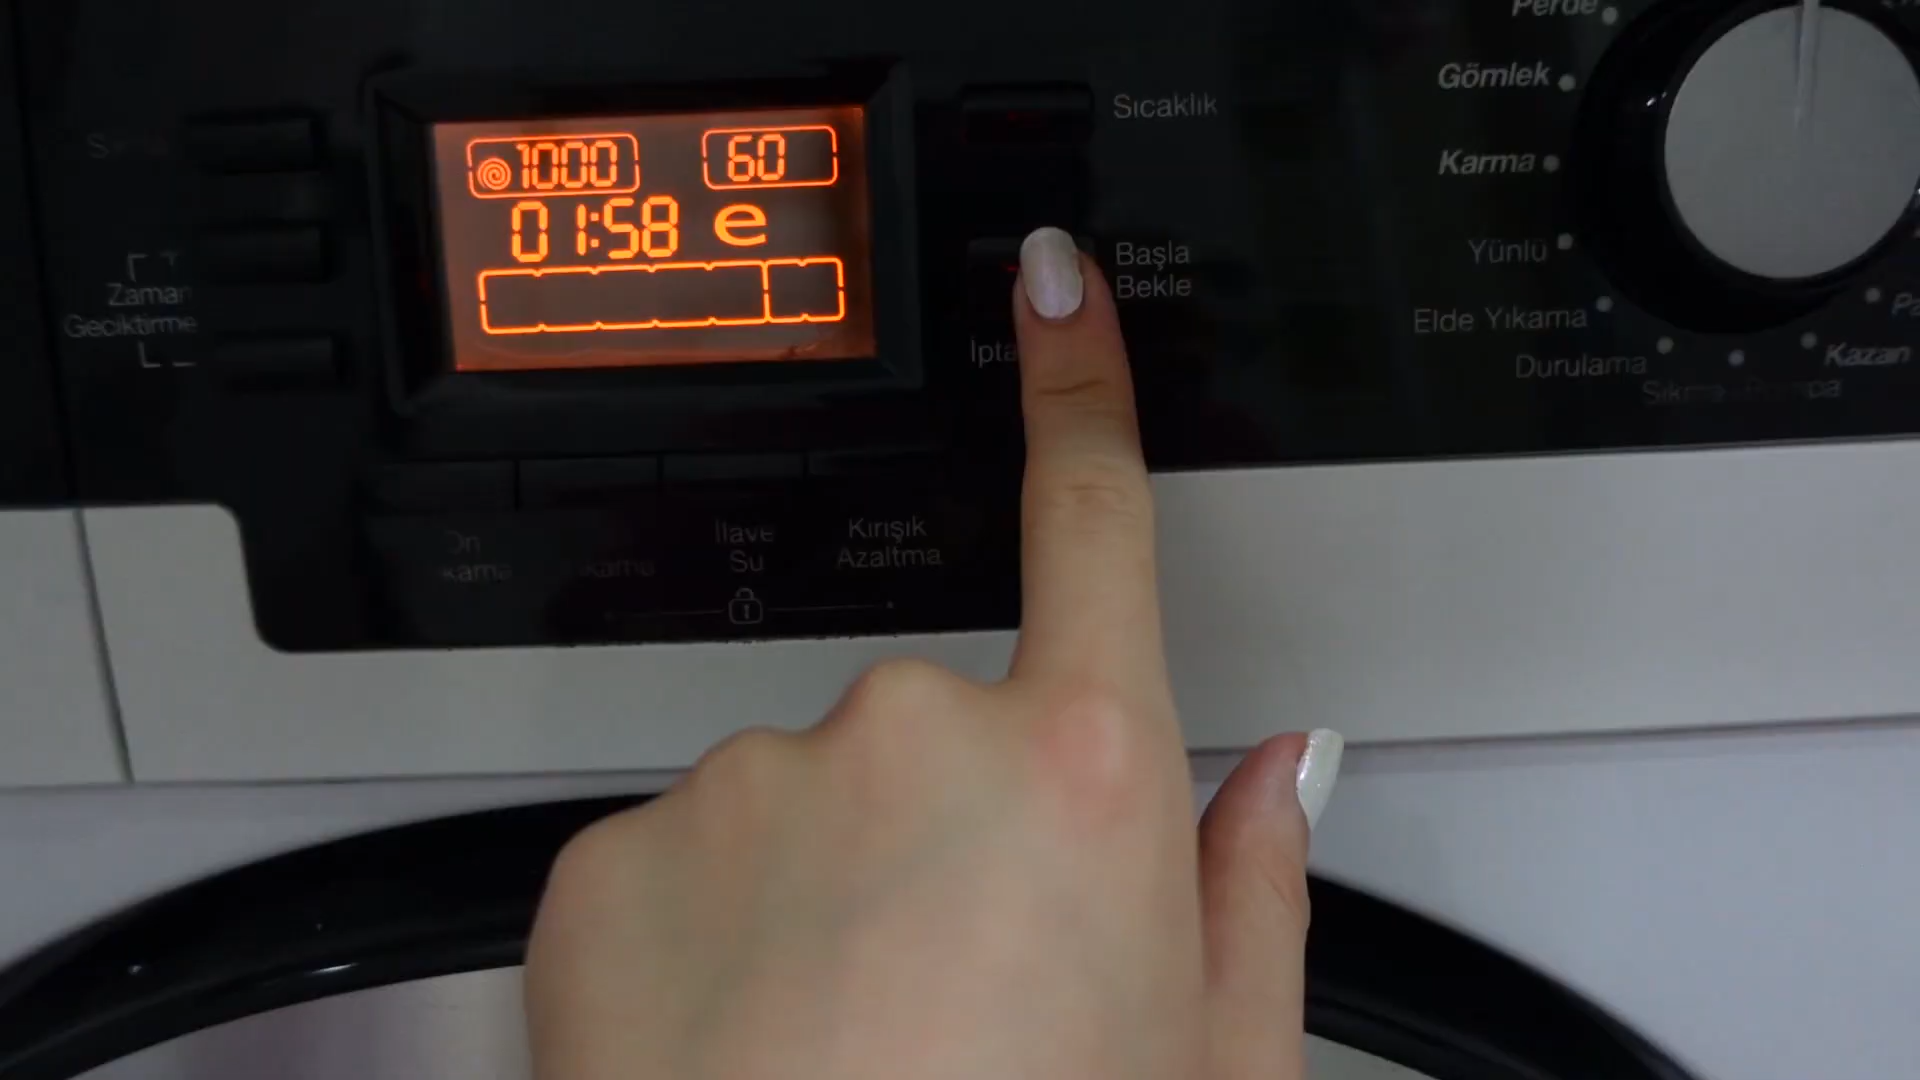 1000
60
01:58 e
Zaman
Geciktirme
Sıcaklık
Başla
Bekle
İlave
Su
Kırışık
Azaltma
Perde
Gömlek
Karma
Yünlü
Elde Yıkama
Durulama
Kazan